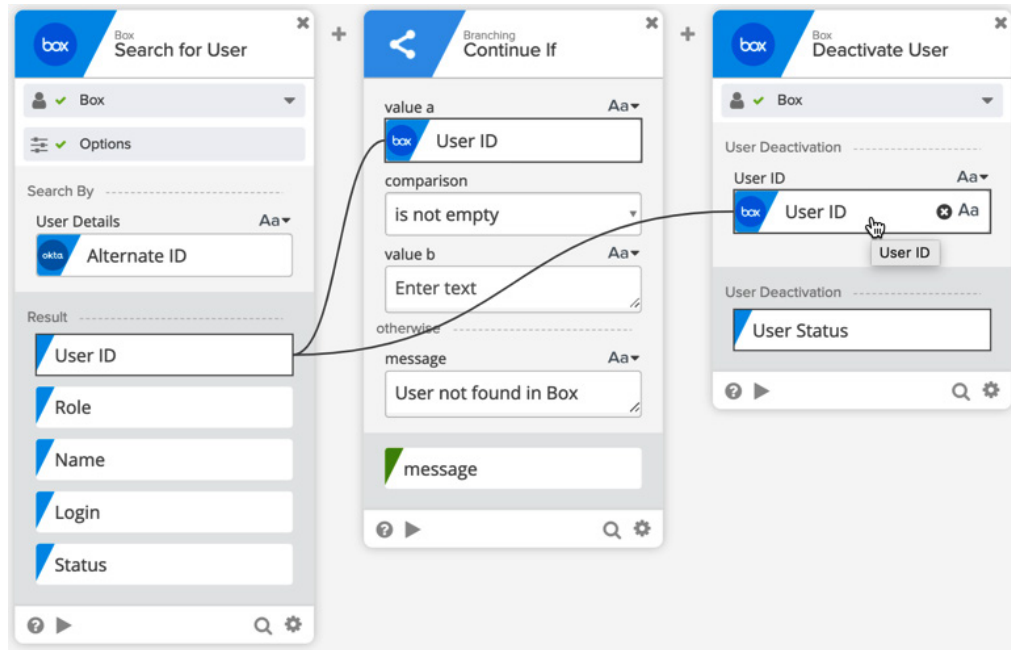 box
Box
Search for User
Box
Options
Search By
User Details
Aa
okta
Alternate ID
Result
User ID
Role
Name
Login
Status
?
Branching
Continue If
value a
Aa
box
User ID
comparison
is not empty
value b
Aa
Enter text
otherwise
message
Aa
User not found in Box
message
?
box
Box
Deactivate User
Box
User Deactivation
User ID
Aa
box
User ID
Aa
User ID
User Deactivation
User Status
?